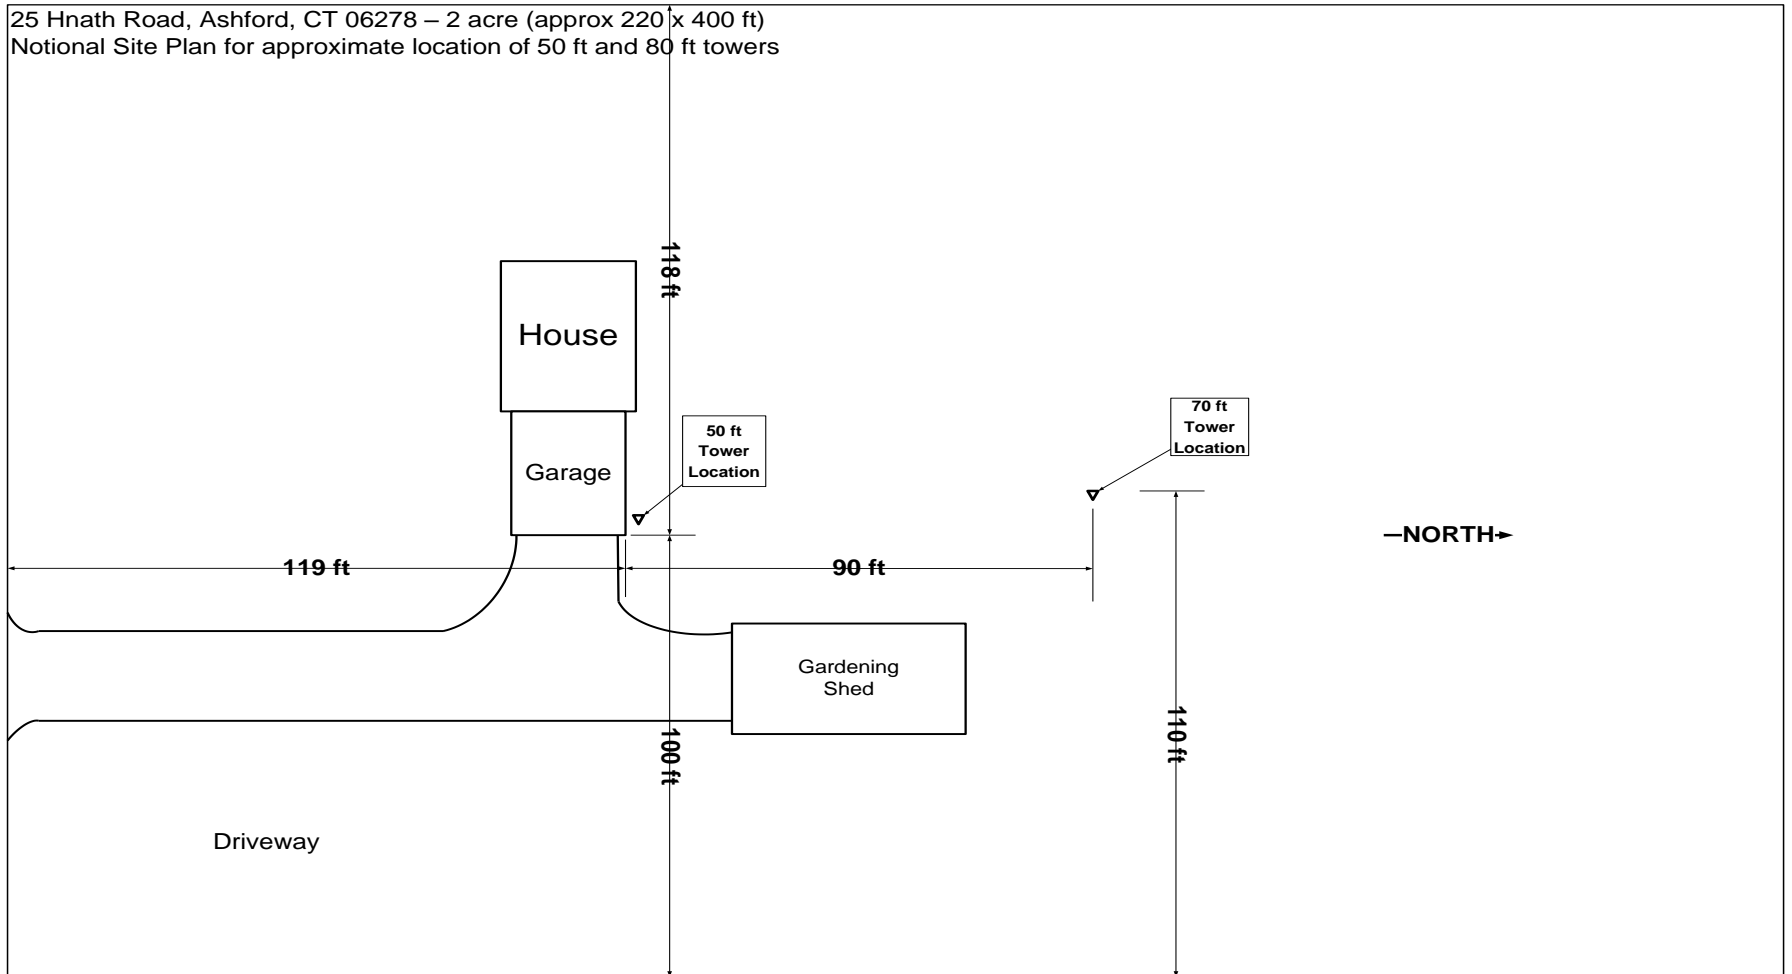 25 Hnath Road, Ashford, CT 06278 – 2 acre (approx 220 x 400 ft)
Notional Site Plan for approximate location of 50 ft and 80 ft towers
118 ft
House
70 ft
Tower
Location
50 ft
Tower
Location
Garage
NORTH
119 ft
90 ft
Gardening
Shed
110 ft
100 ft
Driveway